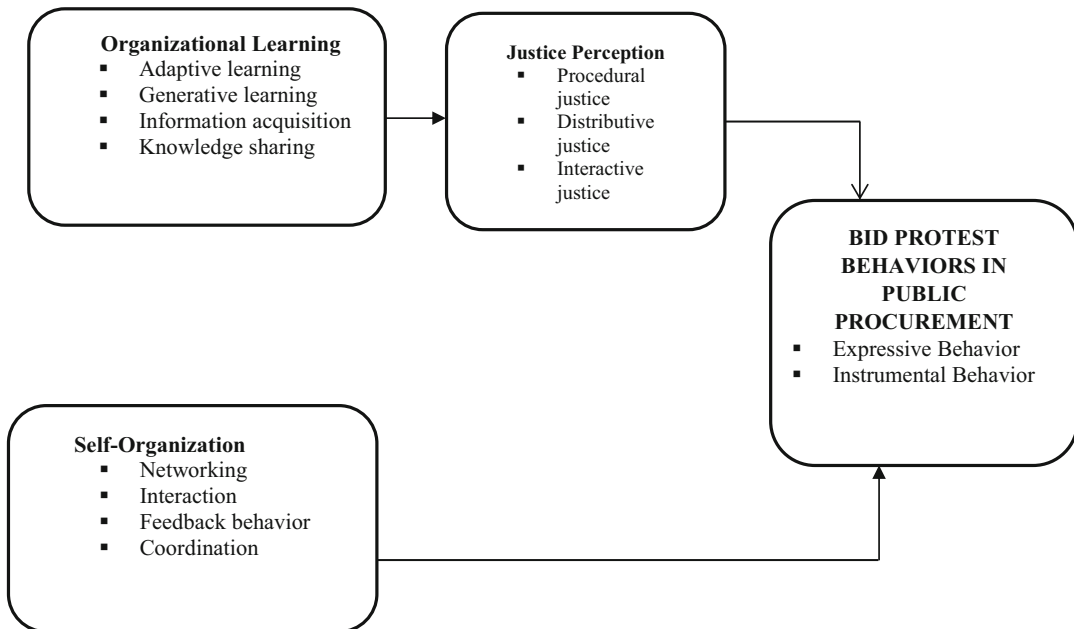 Organizational Learning
▪ Adaptive learning
▪ Generative learning
▪ Information acquisition
▪ Knowledge sharing
Justice Perception
▪ Procedural
justice
▪ Distributive
justice
▪ Interactive
justice
BID PROTEST
BEHAVIORS IN
PUBLIC
PROCUREMENT
▪ Expressive Behavior
▪ Instrumental Behavior
Self-Organization
▪ Networking
▪ Interaction
▪ Feedback behavior
▪ Coordination